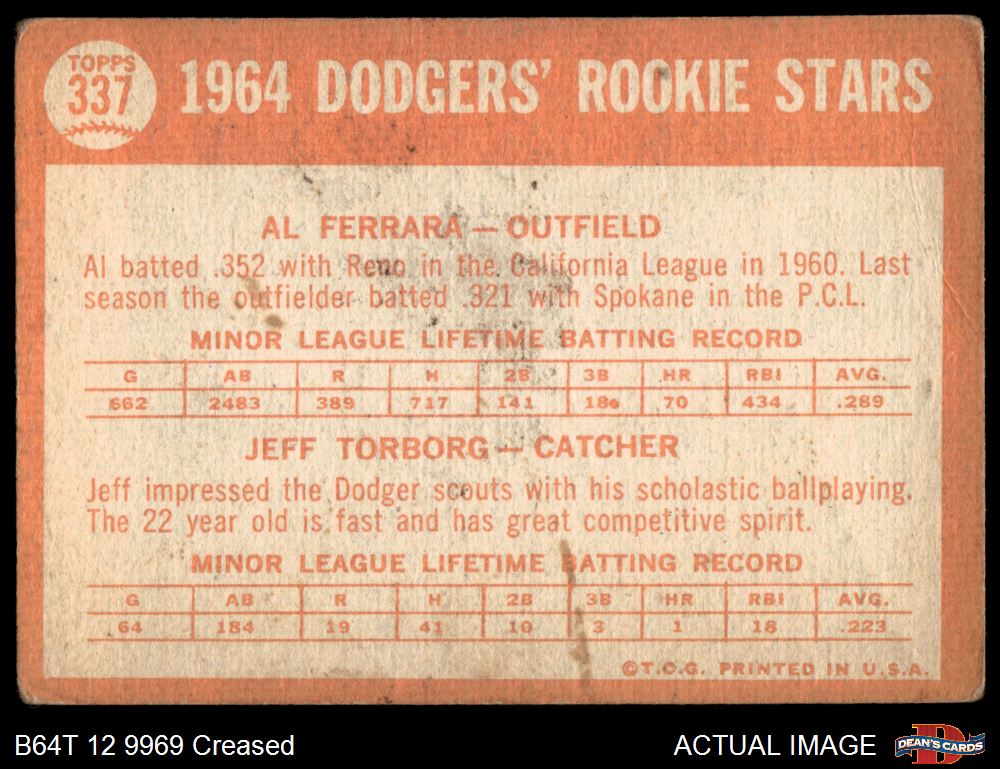 TOPPS
337
1964 DODGERS' ROOKIE STARS
AL FERRARA — OUTFIELD
Al batted .352 with Reno in the California League in 1960. Last
season the outfielder batted .321 with Spokane in the P.C.L.
MINOR LEAGUE LIFETIME BATTING RECORD
G AB R H 2B 3B HR RBI AVG.
662 2483 389 717 141 18 70 434 .289
JEFF TORBORG — CATCHER
Jeff impressed the Dodger scouts with his scholastic ballplaying.
The 22 year old is fast and has great competitive spirit.
MINOR LEAGUE LIFETIME BATTING RECORD
G AB R H 2B 3B HR RBI AVG.
64 184 19 41 10 3 1 18 .223
©T.C.G. PRINTED IN U.S.A.
B64T 12 9969 Creased
ACTUAL IMAGE
DEAN'S CARDS